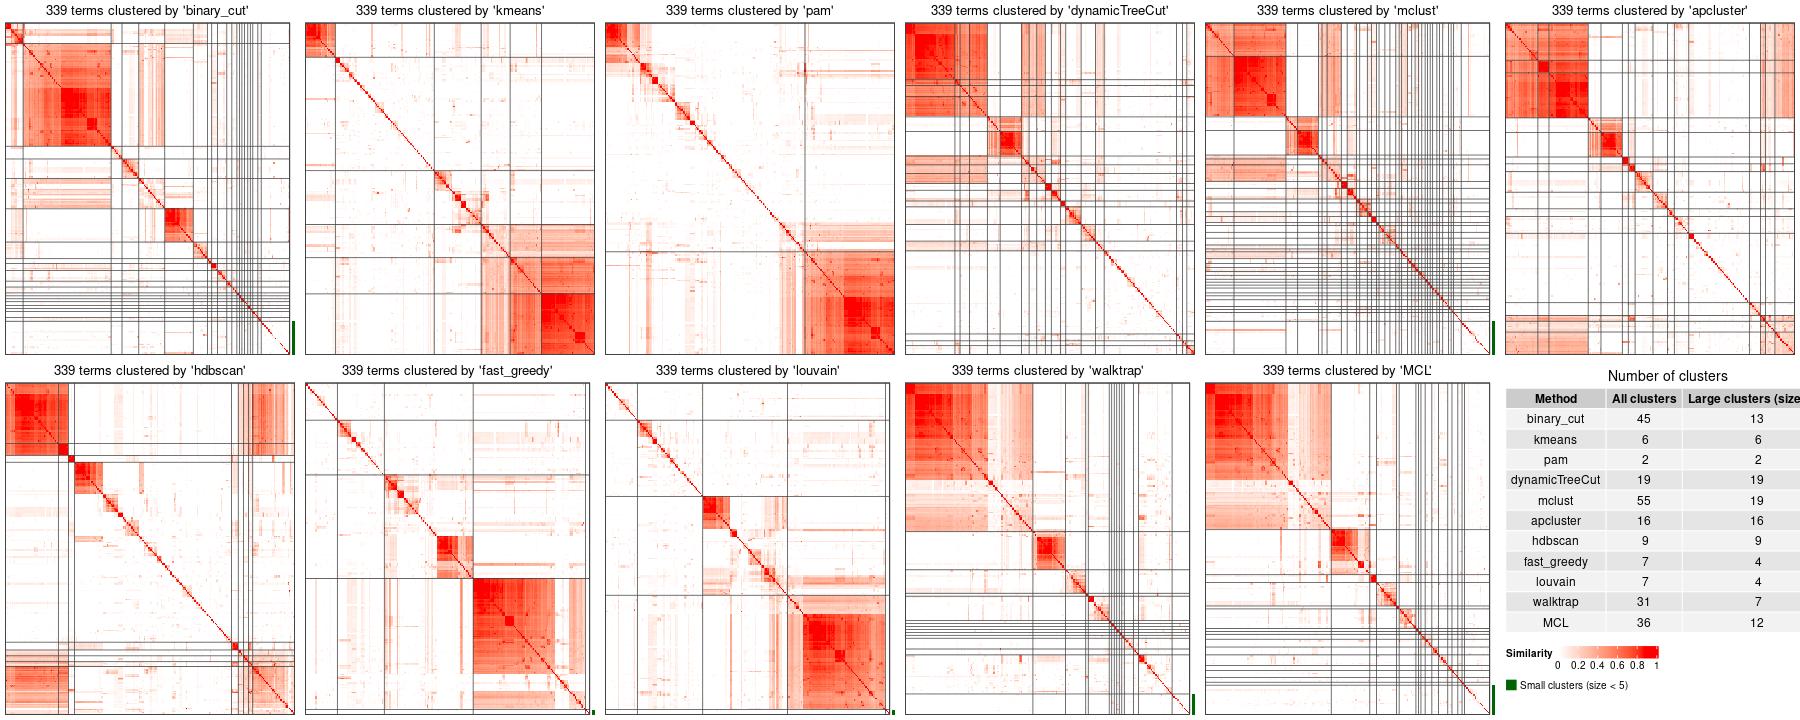 339 terms clustered by 'binary_cut'
339 terms clustered by 'kmeans'
339 terms clustered by 'pam'
339 terms clustered by 'dynamicTreeCut'
339 terms clustered by 'mclust'
339 terms clustered by 'apcluster'
339 terms clustered by 'hdbscan'
339 terms clustered by 'fast_greedy'
339 terms clustered by 'louvain'
339 terms clustered by 'walktrap'
339 terms clustered by 'MCL'
Number of clusters
Method All clusters Large clusters (size
binary_cut 45 13
kmeans 6 6
pam 2 2
dynamicTreeCut 19 19
mclust 55 19
apcluster 16 16
hdbscan 9 9
fast_greedy 7 4
louvain 7 4
walktrap 31 7
MCL 36 12
Similarity
0 0.2 0.4 0.6 0.8 1
Small clusters (size < 5)